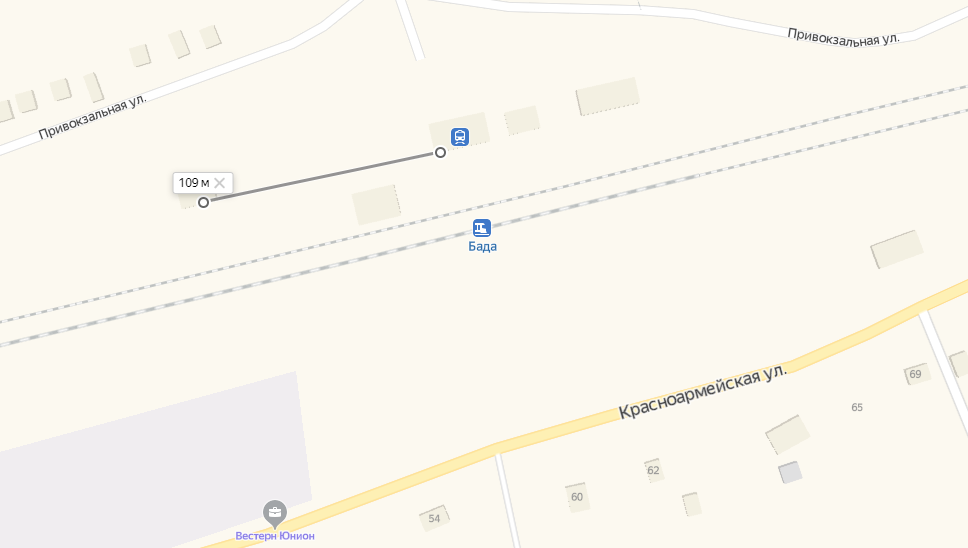 Привокзальная ул.
Привокзальная ул.
109 м
Бада
Красноармейская ул.
69
65
62
60
54
Вестерн Юнион